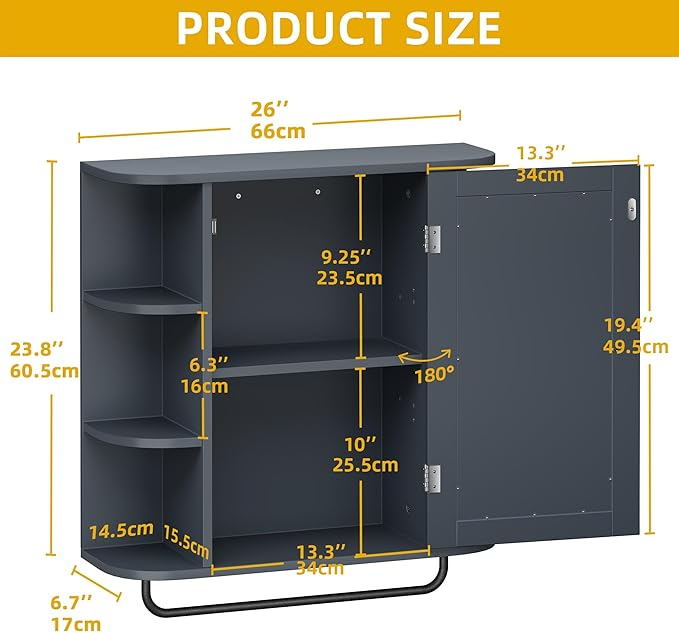 PRODUCT SIZE
26’’
66cm
13.3’’
34cm
9.25’’
23.5cm
19.4’’
49.5cm
23.8’’
60.5cm
6.3’’
16cm
180°
10’’
25.5cm
14.5cm
15.5cm
13.3’’
34cm
6.7’’
17cm